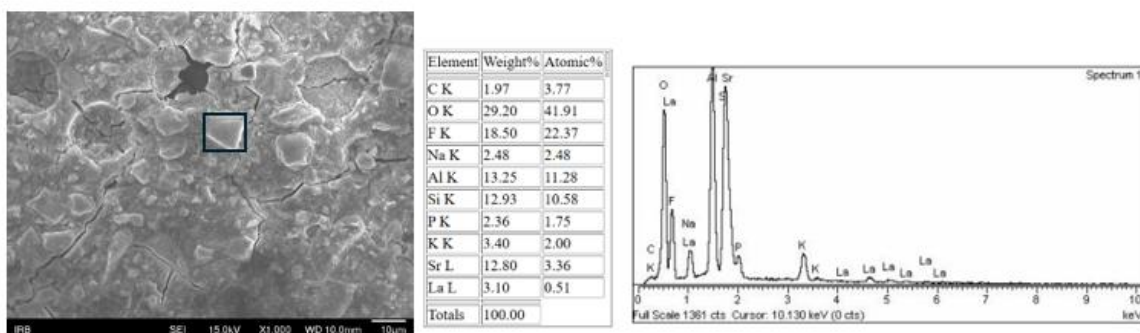 IRB SEI 15.0kV X1,000 WD 10.0mm 10µm
Element Weight% Atomic%
C K 1.97 3.77
O K 29.20 41.91
F K 18.50 22.37
Na K 2.48 2.48
Al K 13.25 11.28
Si K 12.93 10.58
P K 2.36 1.75
K K 3.40 2.00
Sr L 12.80 3.36
La L 3.10 0.51
Totals 100.00
Spectrum 1
O
La
F
C
K
Na
La
Al
Sr
P
K
K
La
La
La
La
La
La
0 1 2 3 4 5 6 7 8 9 10
Full Scale 1361 cts Cursor: 10.130 keV (0 cts) keV